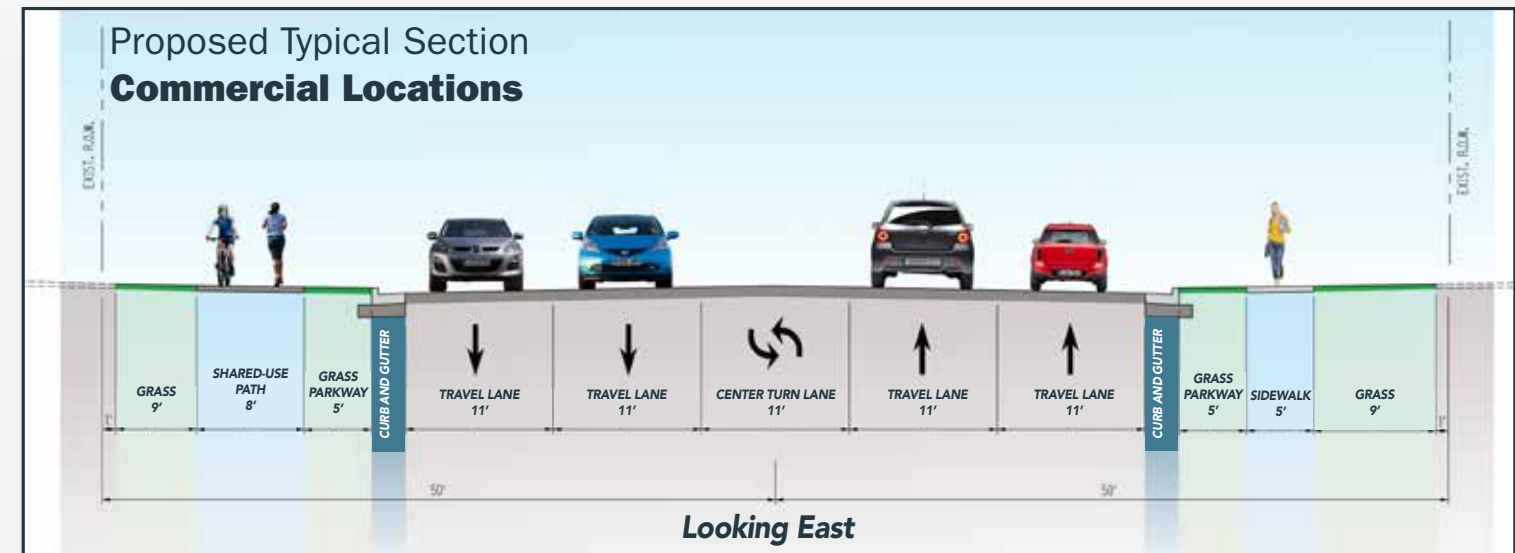 Proposed Typical Section
Commercial Locations
EXIST. R.O.W.
EXIST. R.O.W.
GRASS
9'
SHARED-USE
PATH
8'
GRASS
PARKWAY
5'
CURB AND GUTTER
TRAVEL LANE
11'
TRAVEL LANE
11'
CENTER TURN LANE
11'
TRAVEL LANE
11'
TRAVEL LANE
11'
CURB AND GUTTER
GRASS
PARKWAY
5'
SIDEWALK
5'
GRASS
9'
1'
1'
50'
50'
Looking East